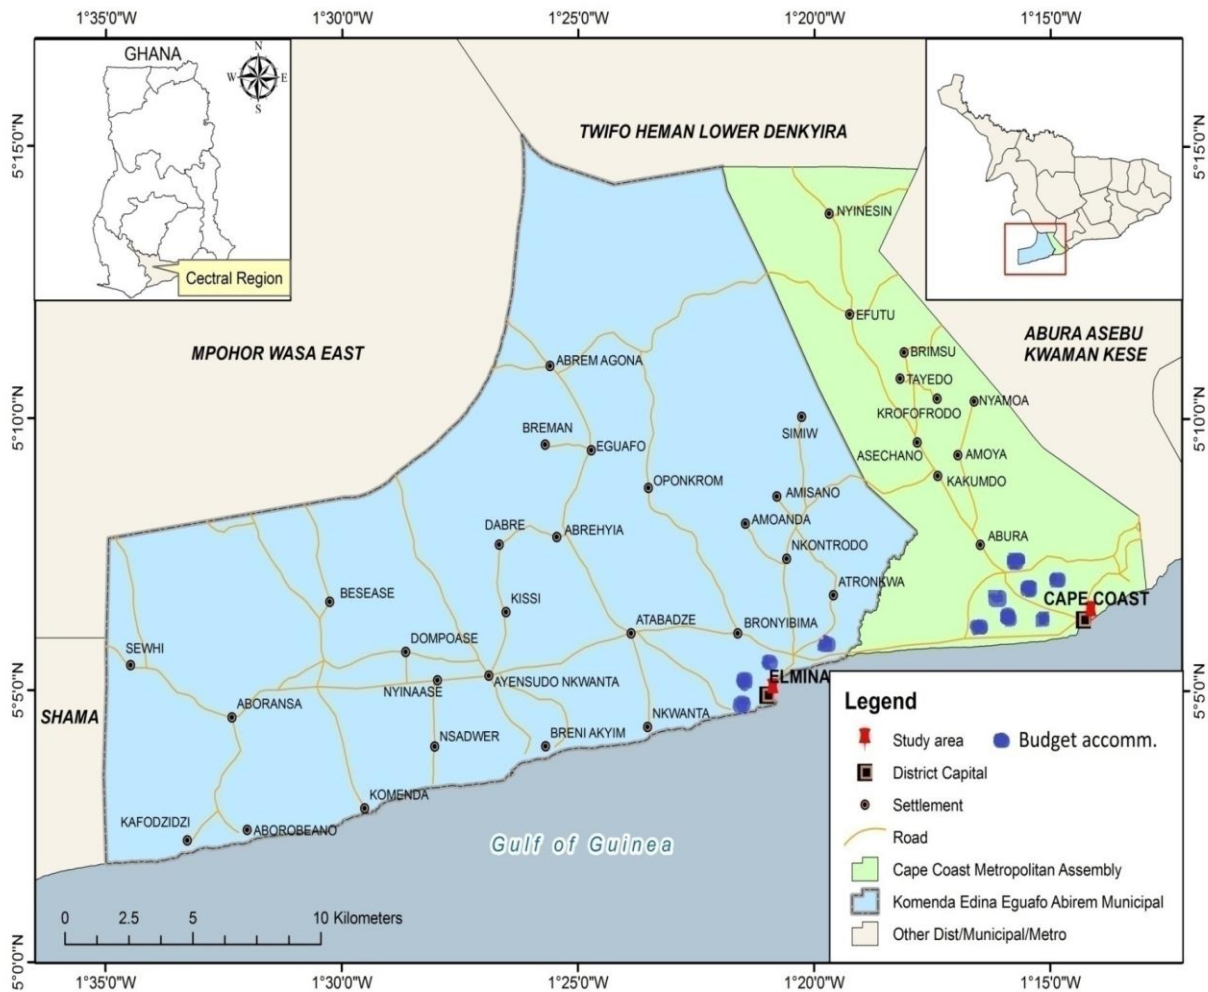 1°35'0"W
1°30'0"W
1°25'0"W
1°20'0"W
1°15'0"W
GHANA
N
W
E
S
Cectral Region
5°15'0"N
5°15'0"N
TWIFO HEMAN LOWER DENKYIRA
NYINESIN
EFUTU
MPOHOR WASA EAST
ABURA ASEBU
KWAMAN KESE
ABREM AGONA
BRIMSU
TAYEDO
KROFOFRODO
NYAMOA
5°10'0"N
5°10'0"N
BREMAN
EGUAFO
SIMIW
ASECHANO
AMOYA
KAKUMDO
OPONKROM
AMISANO
AMOANDA
DABRE
ABREHYIA
NKONTRODO
ABURA
ATRONKWA
BESEASE
KISSI
CAPE COAST
ATABADZE
BRONYIBIMA
DOMPOASE
SEWHI
NYINAASE
AYENSUDO NKWANTA
ELMINA
5°5'0"N
5°5'0"N
SHAMA
ABORANSA
NSADWER
BRENI AKYIM
NKWANTA
KOMENDA
KAFODZIDZI
ABOROBEANO
Gulf of Guinea
Legend
Study area
Budget accomm.
District Capital
Settlement
Road
Cape Coast Metropolitan Assembly
Komenda Edina Eguafo Abirem Municipal
Other Dist/Municipal/Metro
0 2.5 5 10 Kilometers
5°0'0"N
5°0'0"N
1°35'0"W
1°30'0"W
1°25'0"W
1°20'0"W
1°15'0"W